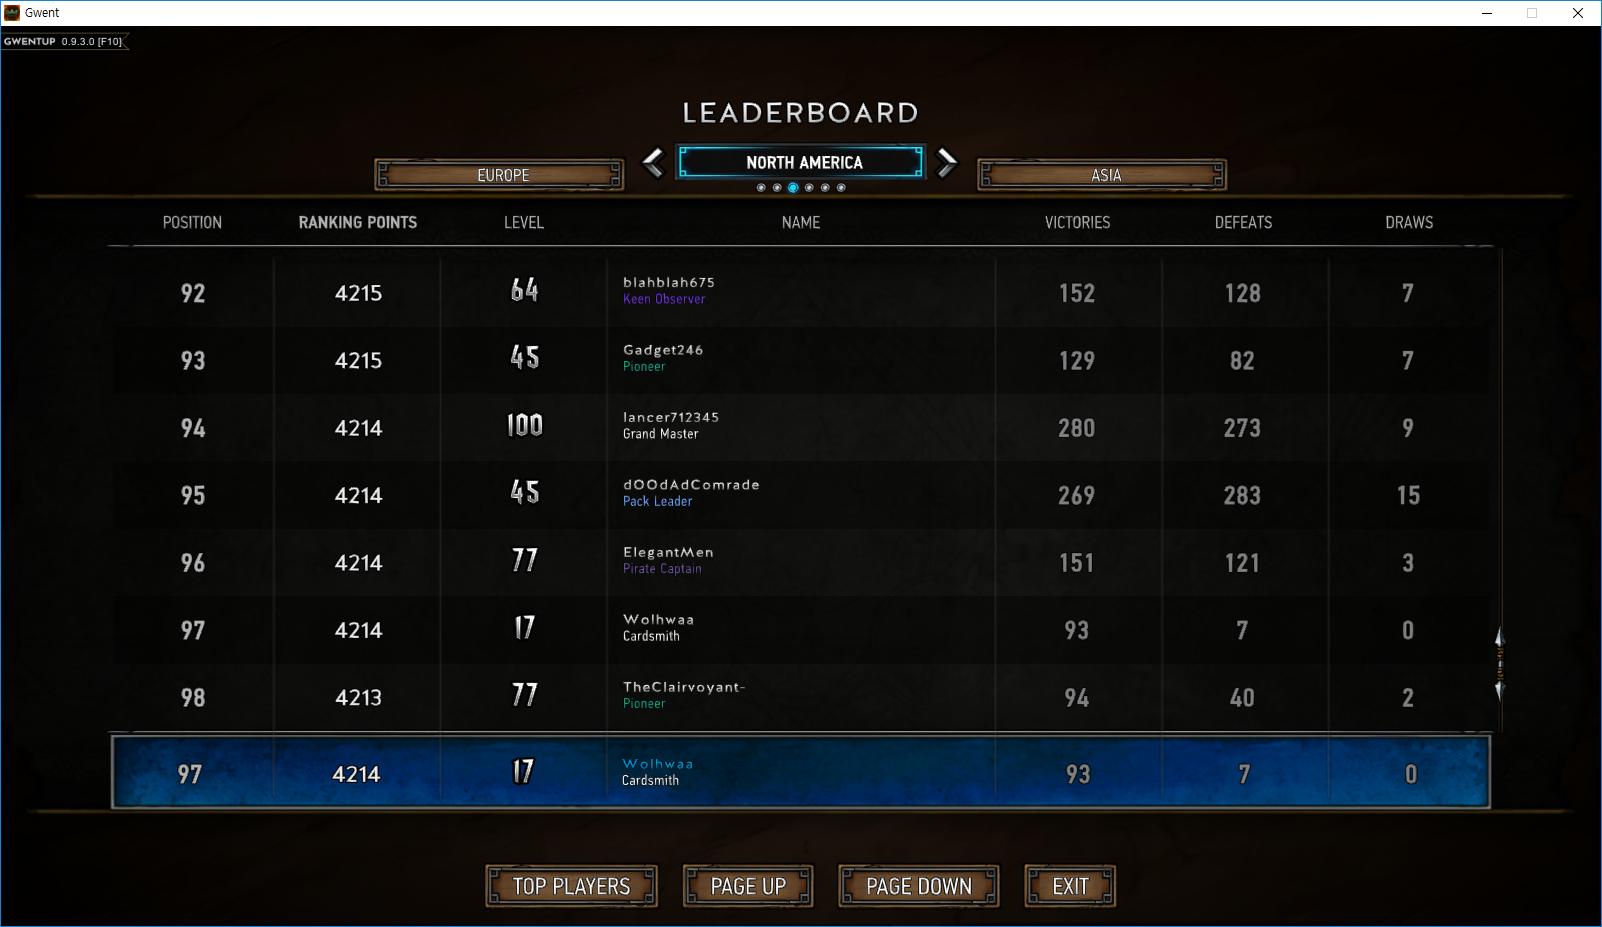 Gwent
GWENTUP 0.9.3.0 [F10]
LEADERBOARD
EUROPE
NORTH AMERICA
ASIA
POSITION RANKING POINTS LEVEL NAME VICTORIES DEFEATS DRAWS
92 4215 64 blahblah675 152 128 7
Keen Observer
93 4215 45 Gadget246 129 82 7
Pioneer
94 4214 100 lancer712345 280 273 9
Grand Master
95 4214 45 dOOdAdComrade 269 283 15
Pack Leader
96 4214 77 ElegantMen 151 121 3
Pirate Captain
97 4214 17 Wolhwaa 93 7 0
Cardsmith
98 4213 77 TheClairvoyant- 94 40 2
Pioneer
97 4214 17 Wolhwaa 93 7 0
Cardsmith
TOP PLAYERS PAGE UP PAGE DOWN EXIT